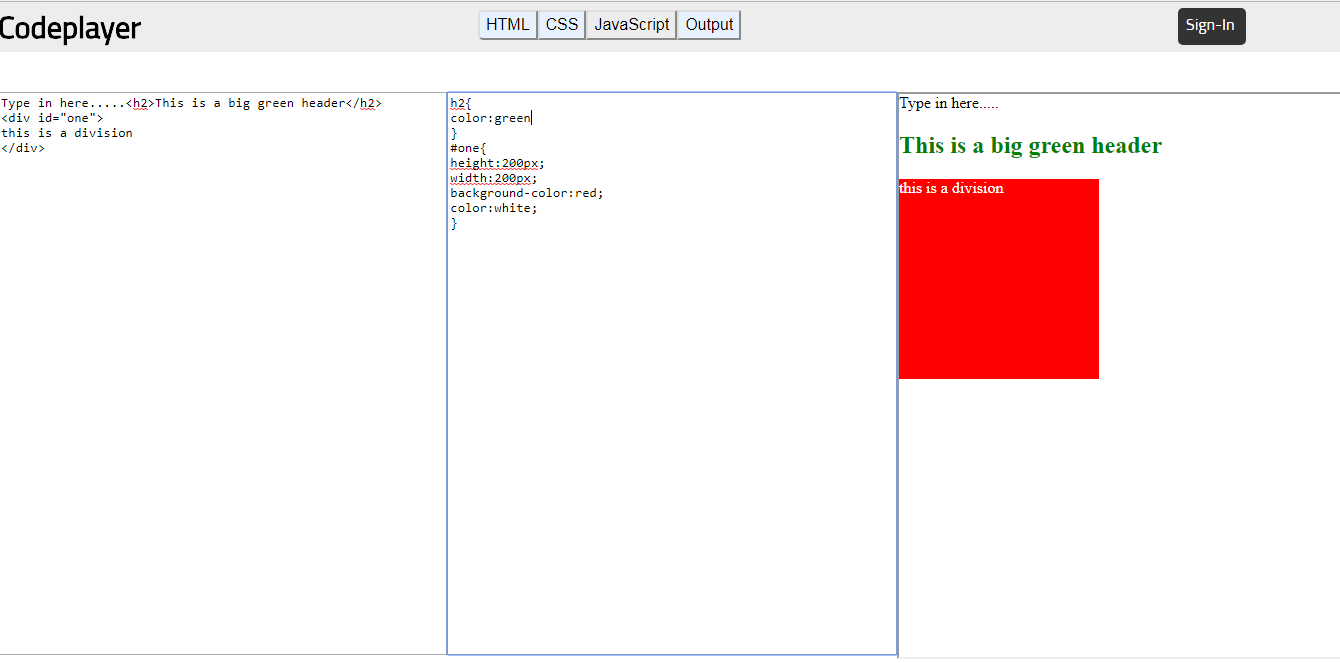 Codeplayer
HTML CSS JavaScript Output
Sign-In
Type in here.....<h2>This is a big green header</h2>
<div id="one">
this is a division
</div>
h2{
color:green
}
#one{
height:200px;
width:200px;
background-color:red;
color:white;
}
Type in here.....
This is a big green header
this is a division